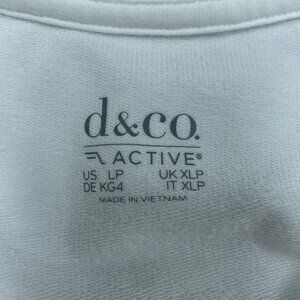 d&co.
ACTIVE®
US LP UK XLP
DE KG4 IT XLP
MADE IN VIETNAM